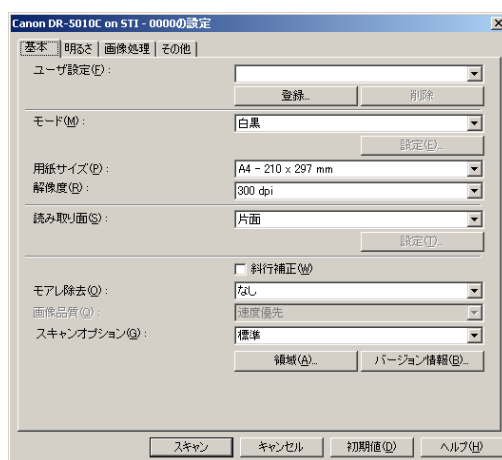 Canon DR-5010C on STI - 0000の設定
基本 明るさ 画像処理 その他
ユーザ設定(F):
登録... 削除
モード(M): 白黒
設定(E)...
用紙サイズ(P): A4 - 210 x 297 mm
解像度(R): 300 dpi
読み取り面(S): 片面
設定(T)...
斜行補正(W)
モアレ除去(O): なし
画像品質(Q): 速度優先
スキャンオプション(G): 標準
領域(A)... バージョン情報(B)...
スキャン キャンセル 初期値(D) ヘルプ(H)